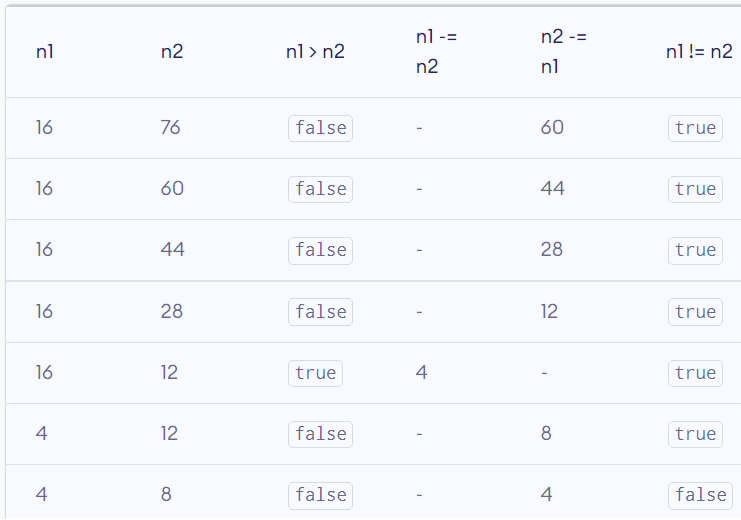 n1 n2 n1 > n2 n1 -= n2 n2 -= n1 n1 != n2
16 76 false - 60 true
16 60 false - 44 true
16 44 false - 28 true
16 28 false - 12 true
16 12 true 4 - true
4 12 false - 8 true
4 8 false - 4 false